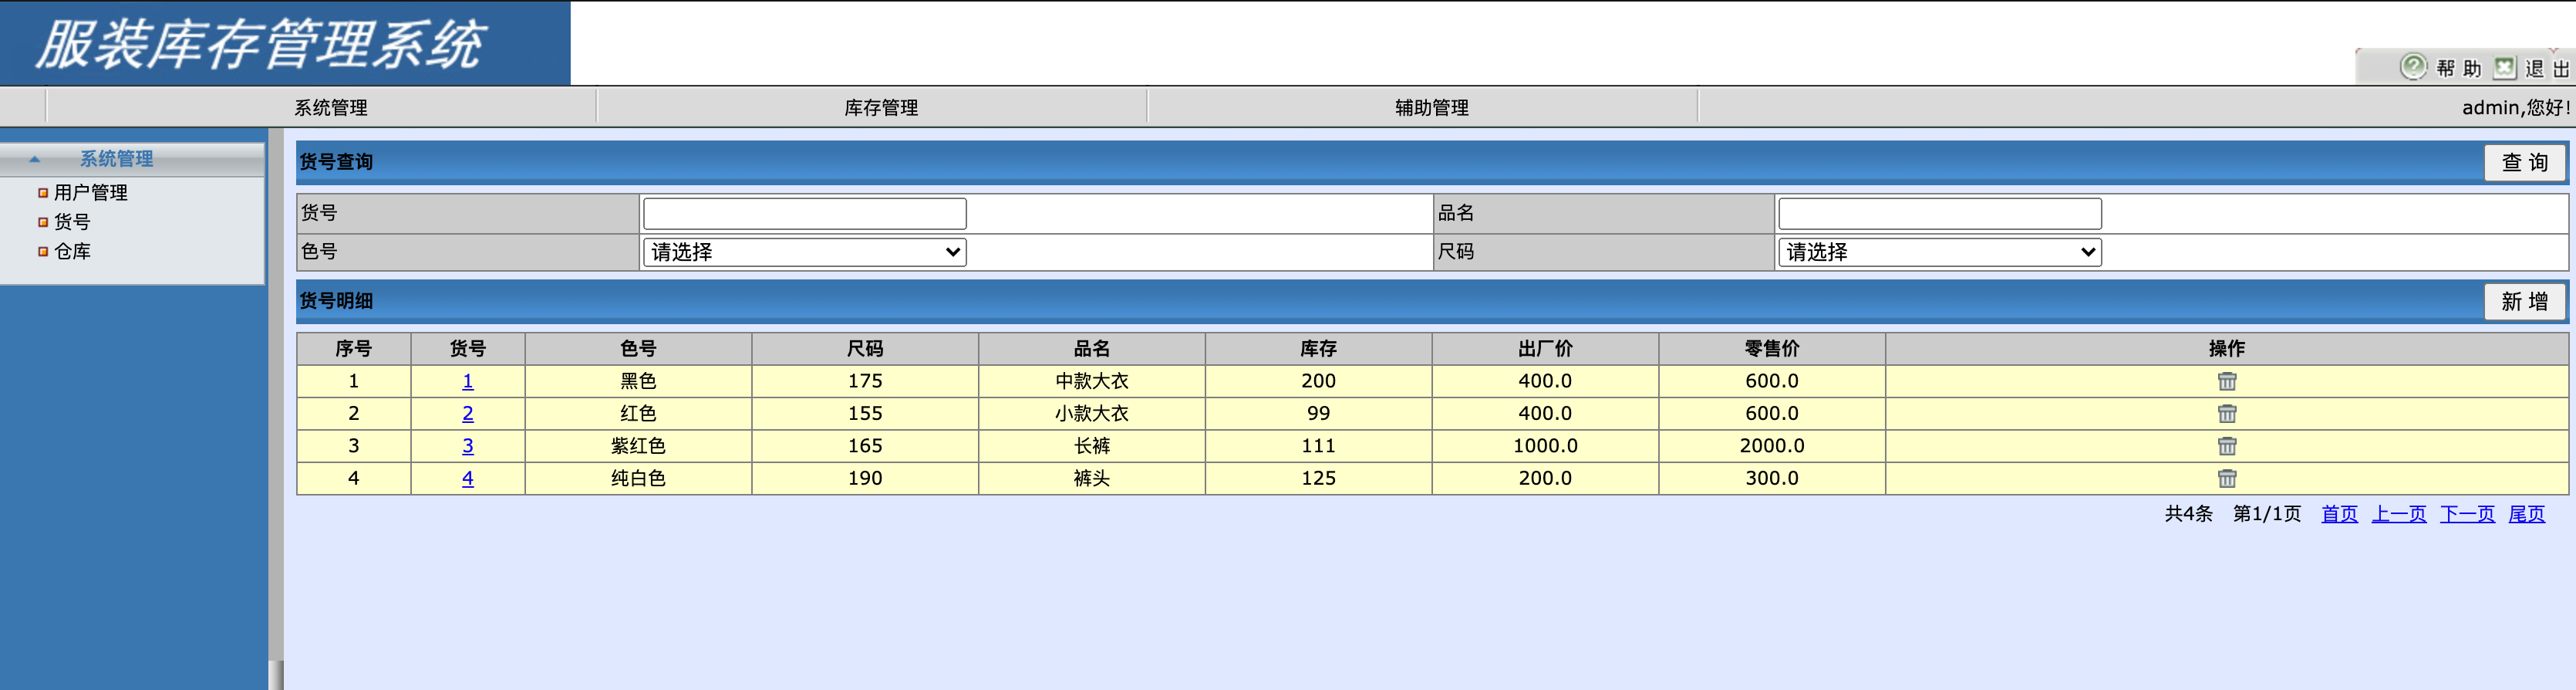 服装库存管理系统
帮 助 退 出
系统管理 库存管理 辅助管理 admin,您好!
系统管理
用户管理
货号
仓库
货号查询 查 询
货号 品名
色号 请选择 尺码 请选择
货号明细 新 增
序号 货号 色号 尺码 品名 库存 出厂价 零售价 操作
1 1 黑色 175 中款大衣 200 400.0 600.0
2 2 红色 155 小款大衣 99 400.0 600.0
3 3 紫红色 165 长裤 111 1000.0 2000.0
4 4 纯白色 190 裤头 125 200.0 300.0
共4条 第1/1页 首页 上一页 下一页 尾页